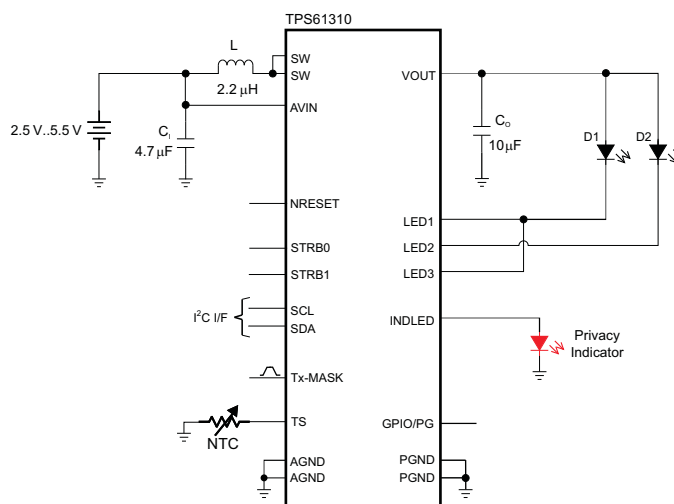 TPS61310
L
2.2 μH
SW
SW
AVIN
2.5 V..5.5 V
C_I
4.7 μF
NRESET
STRB0
STRB1
I²C I/F
SCL
SDA
Tx-MASK
TS
NTC
AGND
AGND
VOUT
C_O
10 μF
D1
D2
LED1
LED2
LED3
INDLED
Privacy
Indicator
GPIO/PG
PGND
PGND